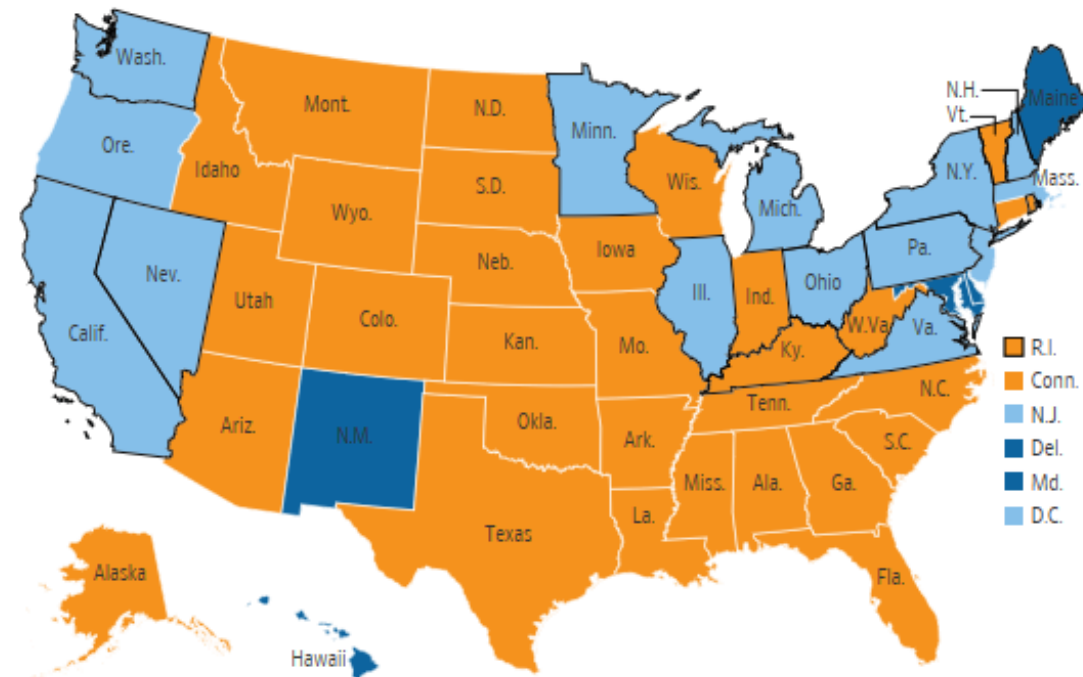 Wash.
Mont.
N.D.
Minn.
N.H.
Vt.
Maine
Ore.
Idaho
S.D.
Wis.
N.Y.
Mass.
Wyo.
Mich.
Iowa
Pa.
Nev.
Neb.
Ill.
Ind.
Ohio
Utah
Calif.
Colo.
Kan.
Mo.
W.Va
Va.
Ky.
R.I.
Conn.
N.J.
Del.
Md.
D.C.
N.C.
Tenn.
Ariz.
N.M.
Okla.
Ark.
S.C.
Miss.
Ala.
Ga.
La.
Texas
Alaska
Fla.
Hawaii